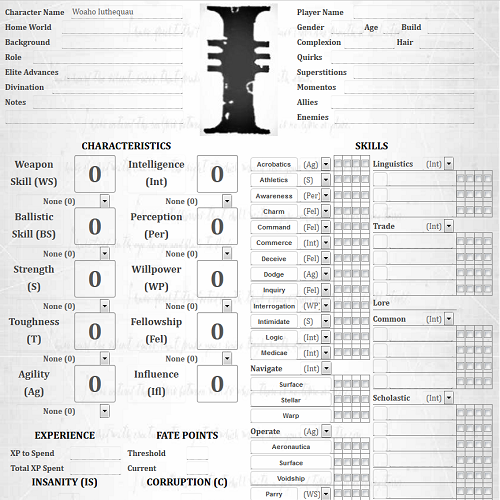 Character Name Woaho luthequau
Home World
Background
Role
Elite Advances
Divination
Notes
Player Name
Gender Age Build
Complexion Hair
Quirks
Superstitions
Momentos
Allies
Enemies
CHARACTERISTICS
Weapon Skill (WS) 0
None (0)
Intelligence (Int) 0
None (0)
Ballistic Skill (BS) 0
None (0)
Perception (Per) 0
None (0)
Strength (S) 0
None (0)
Willpower (WP) 0
None (0)
Toughness (T) 0
None (0)
Fellowship (Fel) 0
None (0)
Agility (Ag) 0
None (0)
Influence (Ifl) 0
None (0)
EXPERIENCE
XP to Spend
Total XP Spent
FATE POINTS
Threshold
Current
INSANITY (IS)
CORRUPTION (C)
SKILLS
Acrobatics (Ag)
Athletics (S)
Awareness (Per)
Charm (Fel)
Command (Fel)
Commerce (Int)
Deceive (Fel)
Dodge (Ag)
Inquiry (Fel)
Interrogation (WP)
Intimidate (S)
Logic (Int)
Medicae (Int)
Navigate (Int)
Surface
Stellar
Warp
Operate (Ag)
Aeronautica
Surface
Voidship
Parry (WS)
Linguistics (Int)
Trade (Int)
Lore
Common (Int)
Scholastic (Int)